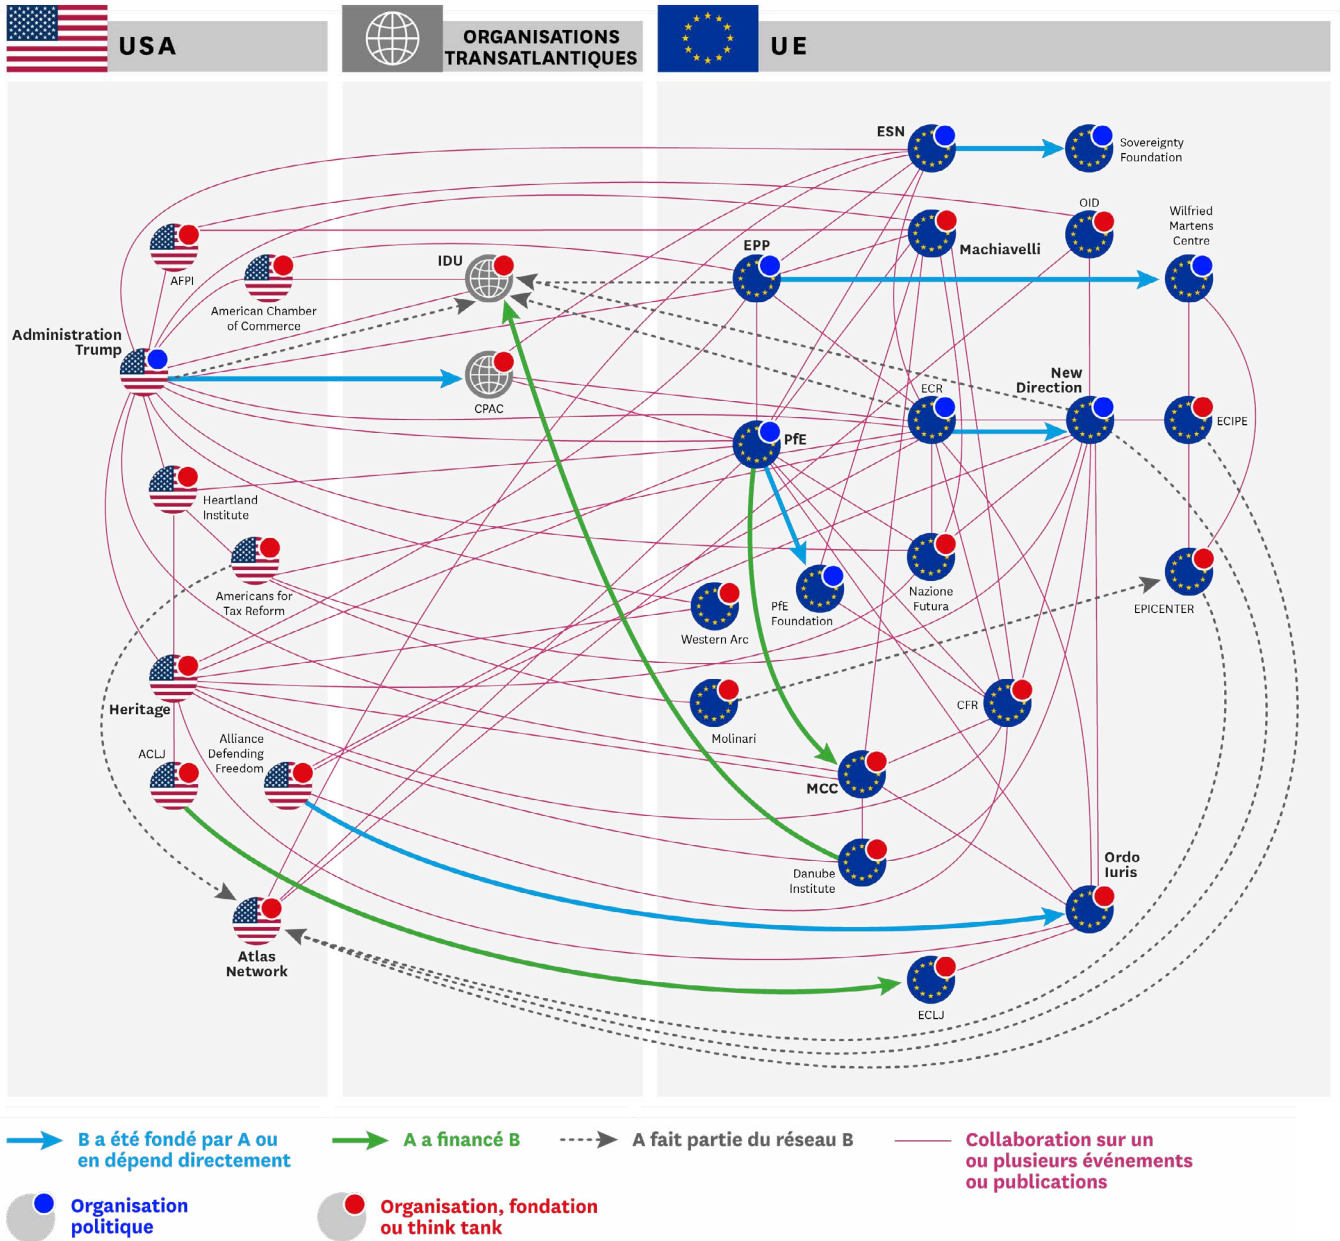 USA
ORGANISATIONS
TRANSATLANTIQUES
UE
ESN
Sovereignty
Foundation
OID
Wilfried
Martens
Centre
Machiavelli
EPP
IDU
AFPI
American Chamber
of Commerce
Administration
Trump
CPAC
ECR
New
Direction
ECIPE
PfE
Heartland
Institute
Americans for
Tax Reform
Western Arc
PfE
Foundation
Nazione
Futura
EPICENTER
Heritage
CFR
Molinari
ACLJ
Alliance
Defending
Freedom
MCC
Danube
Institute
Ordo
Iuris
Atlas
Network
ECLJ
B a été fondé par A ou
en dépend directement
A a financé B
A fait partie du réseau B
Collaboration sur un
ou plusieurs événements
ou publications
Organisation
politique
Organisation, fondation
ou think tank